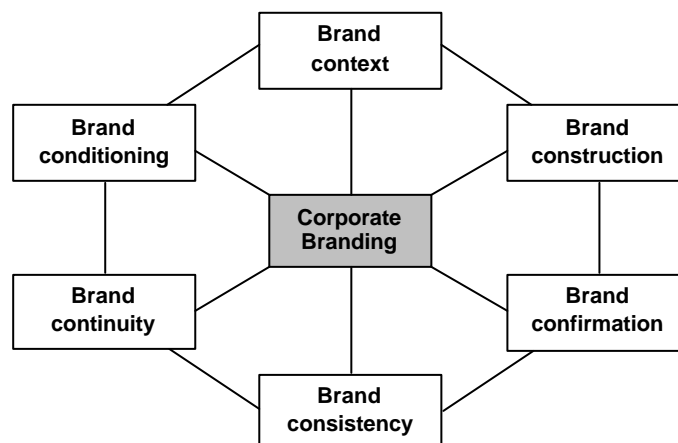 Brand
context
Brand
conditioning
Brand
construction
Corporate
Branding
Brand
continuity
Brand
confirmation
Brand
consistency